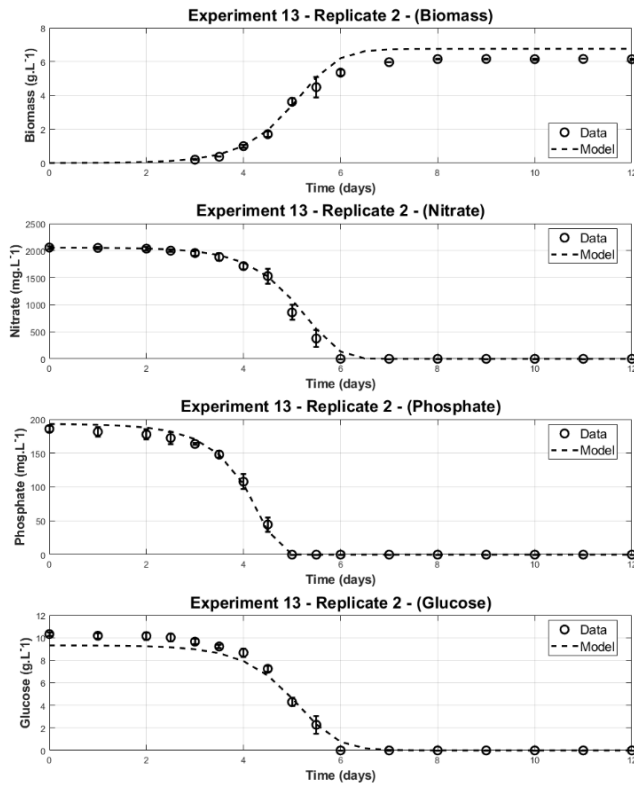 Experiment 13 - Replicate 2 - (Biomass)
8
6
4
2
0
Biomass (g.L⁻1)
Data
Model
0 2 4 6 8 10 12
Time (days)
Experiment 13 - Replicate 2 - (Nitrate)
2500
2000
1500
1000
500
0
Nitrate (mg.L⁻1)
Data
Model
0 2 4 6 8 10 12
Time (days)
Experiment 13 - Replicate 2 - (Phosphate)
200
150
100
50
0
Phosphate (mg.L⁻1)
Data
Model
0 2 4 6 8 10 12
Time (days)
Experiment 13 - Replicate 2 - (Glucose)
12
10
8
6
4
2
0
Glucose (g.L⁻1)
Data
Model
0 2 4 6 8 10 12
Time (days)